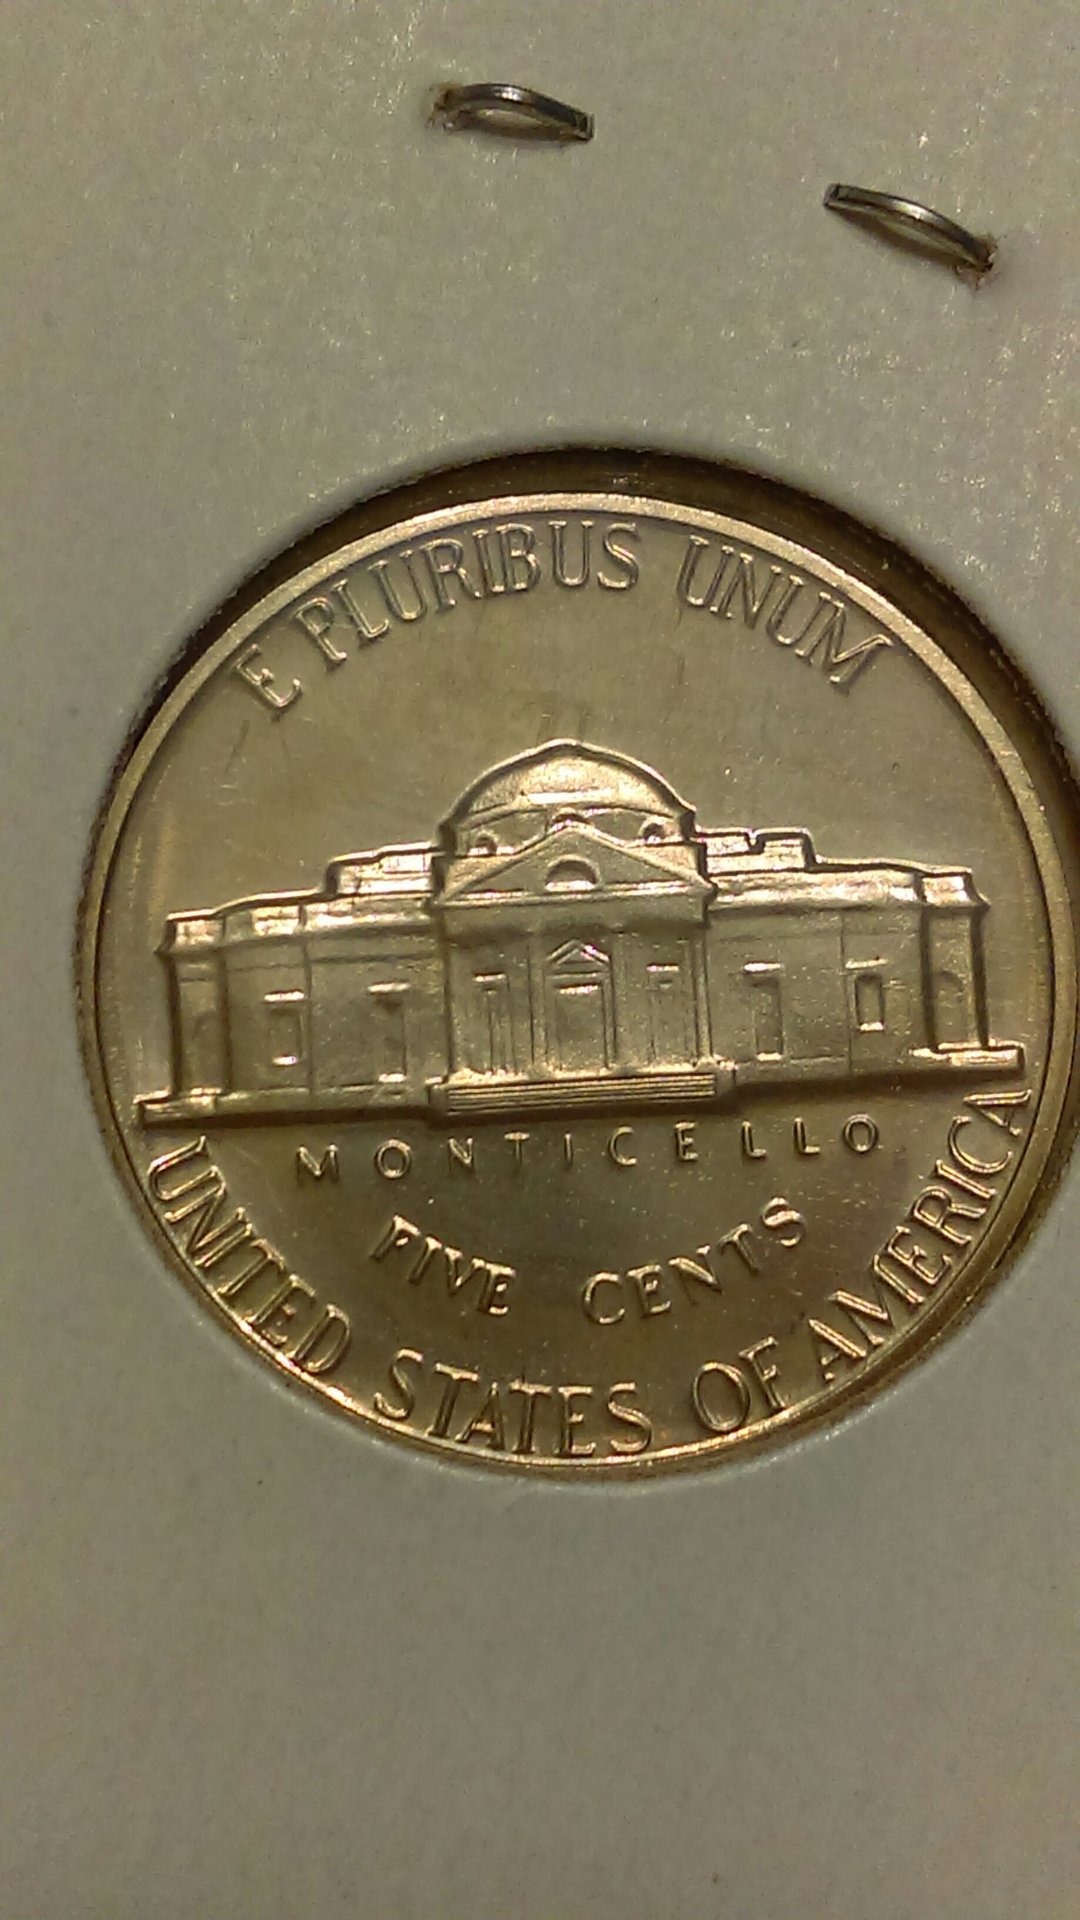 E PLURIBUS UNUM
MONTICELLO
FIVE CENTS
UNITED STATES OF AMERICA